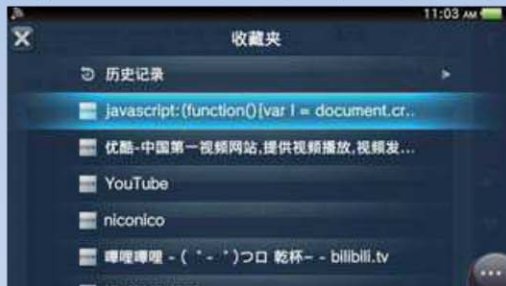 11:03 AM
收藏夹
历史记录
javascript:(function(){var l = document.cr..
优酷-中国第一视频网站,提供视频播放,视频发...
YouTube
niconico
嗶哩嗶哩 - ( ゜- ゜)つロ 乾杯~ - bilibili.tv